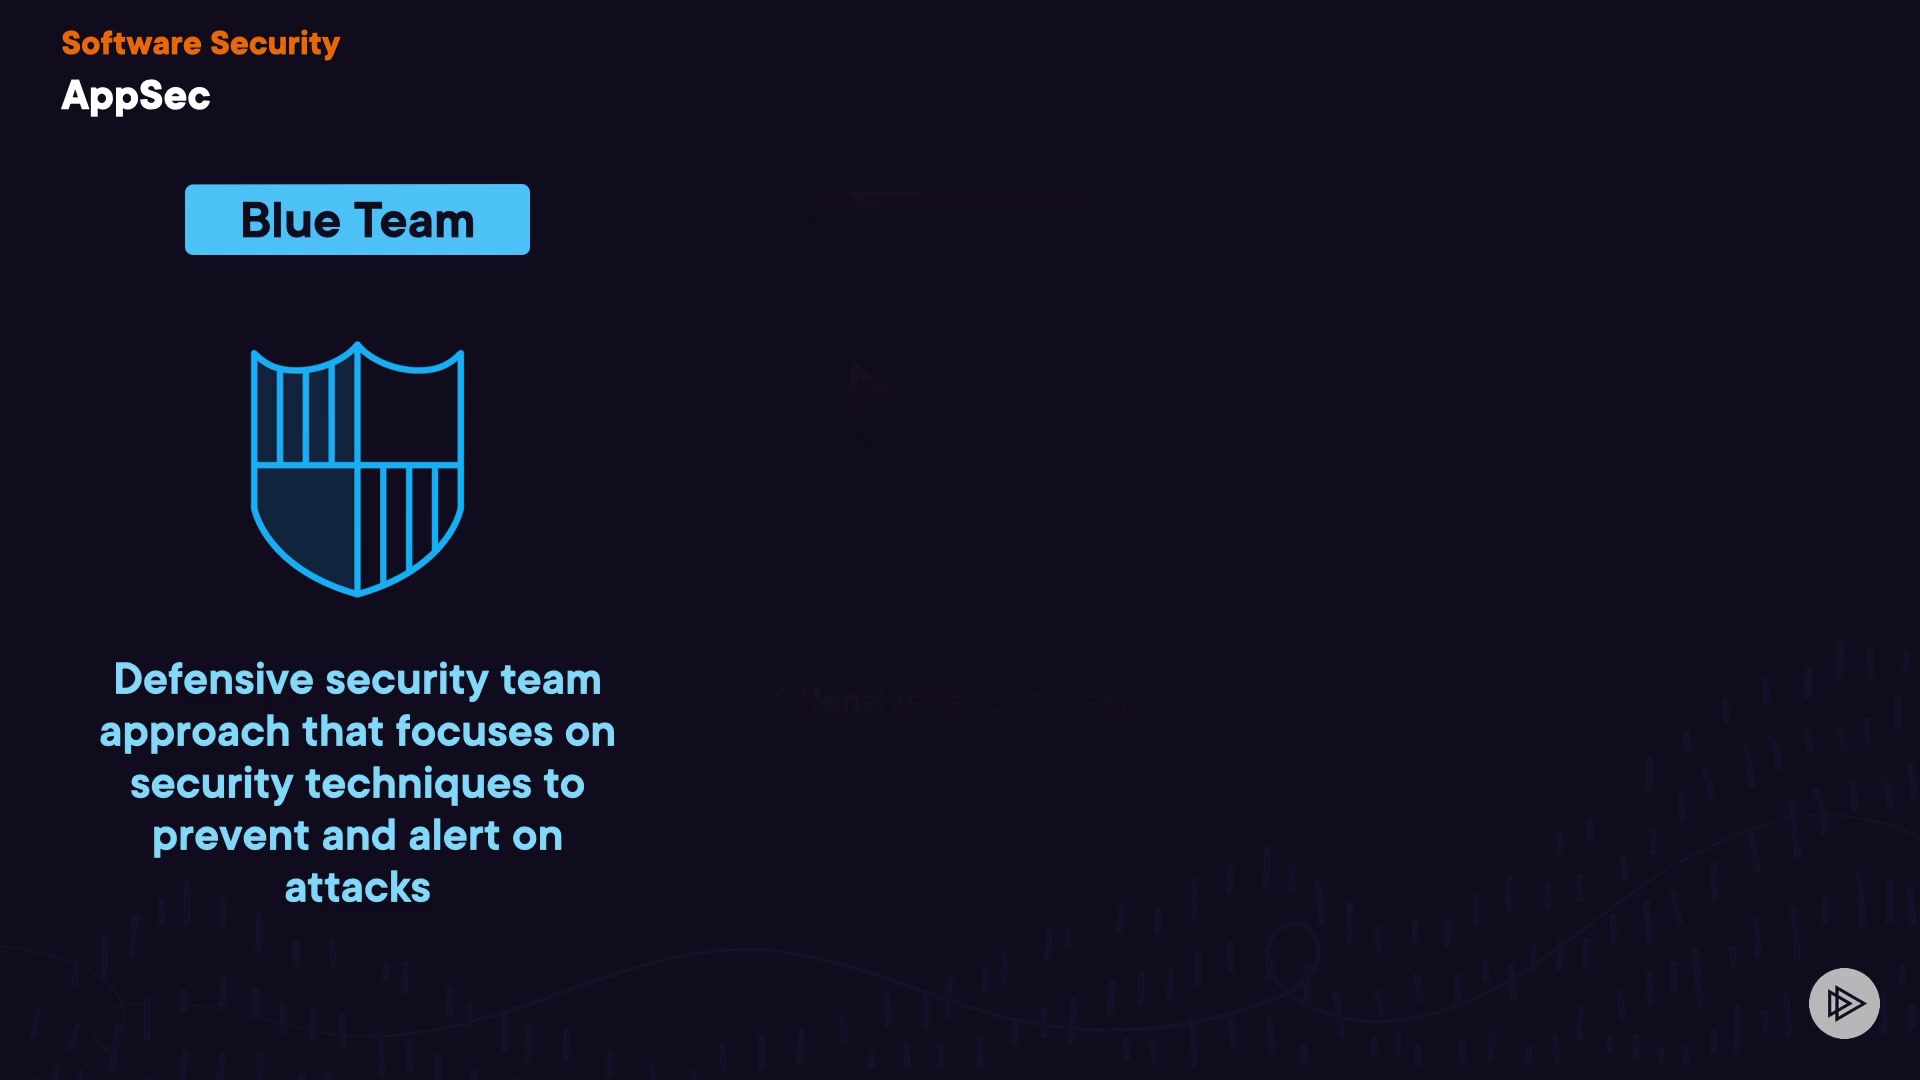 Software Security
AppSec
Blue Team
Defensive security team
approach that focuses on
security techniques to
prevent and alert on
attacks
Offensive security team